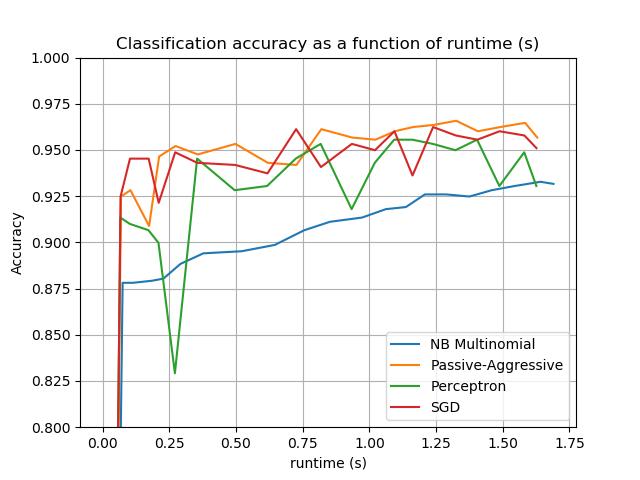 Classification accuracy as a function of runtime (s)
1.000
0.975
0.950
0.925
0.900
0.875
0.850
0.825
0.800
Accuracy
NB Multinomial
Passive-Aggressive
Perceptron
SGD
0.00 0.25 0.50 0.75 1.00 1.25 1.50 1.75
runtime (s)